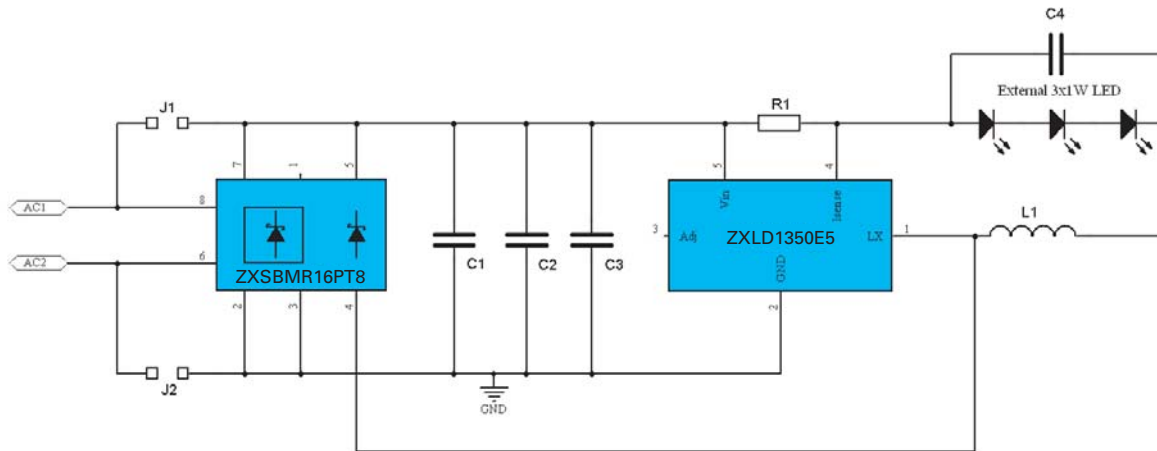 C4
External 3x1W LED
J1
R1
7
1
5
5
4
AC1
8
Vin
Isense
L1
3
Adj
ZXLD1350E5
LX
1
AC2
6
ZXSBMR16PT8
C1
C2
C3
GND
2
3
4
2
J2
GND